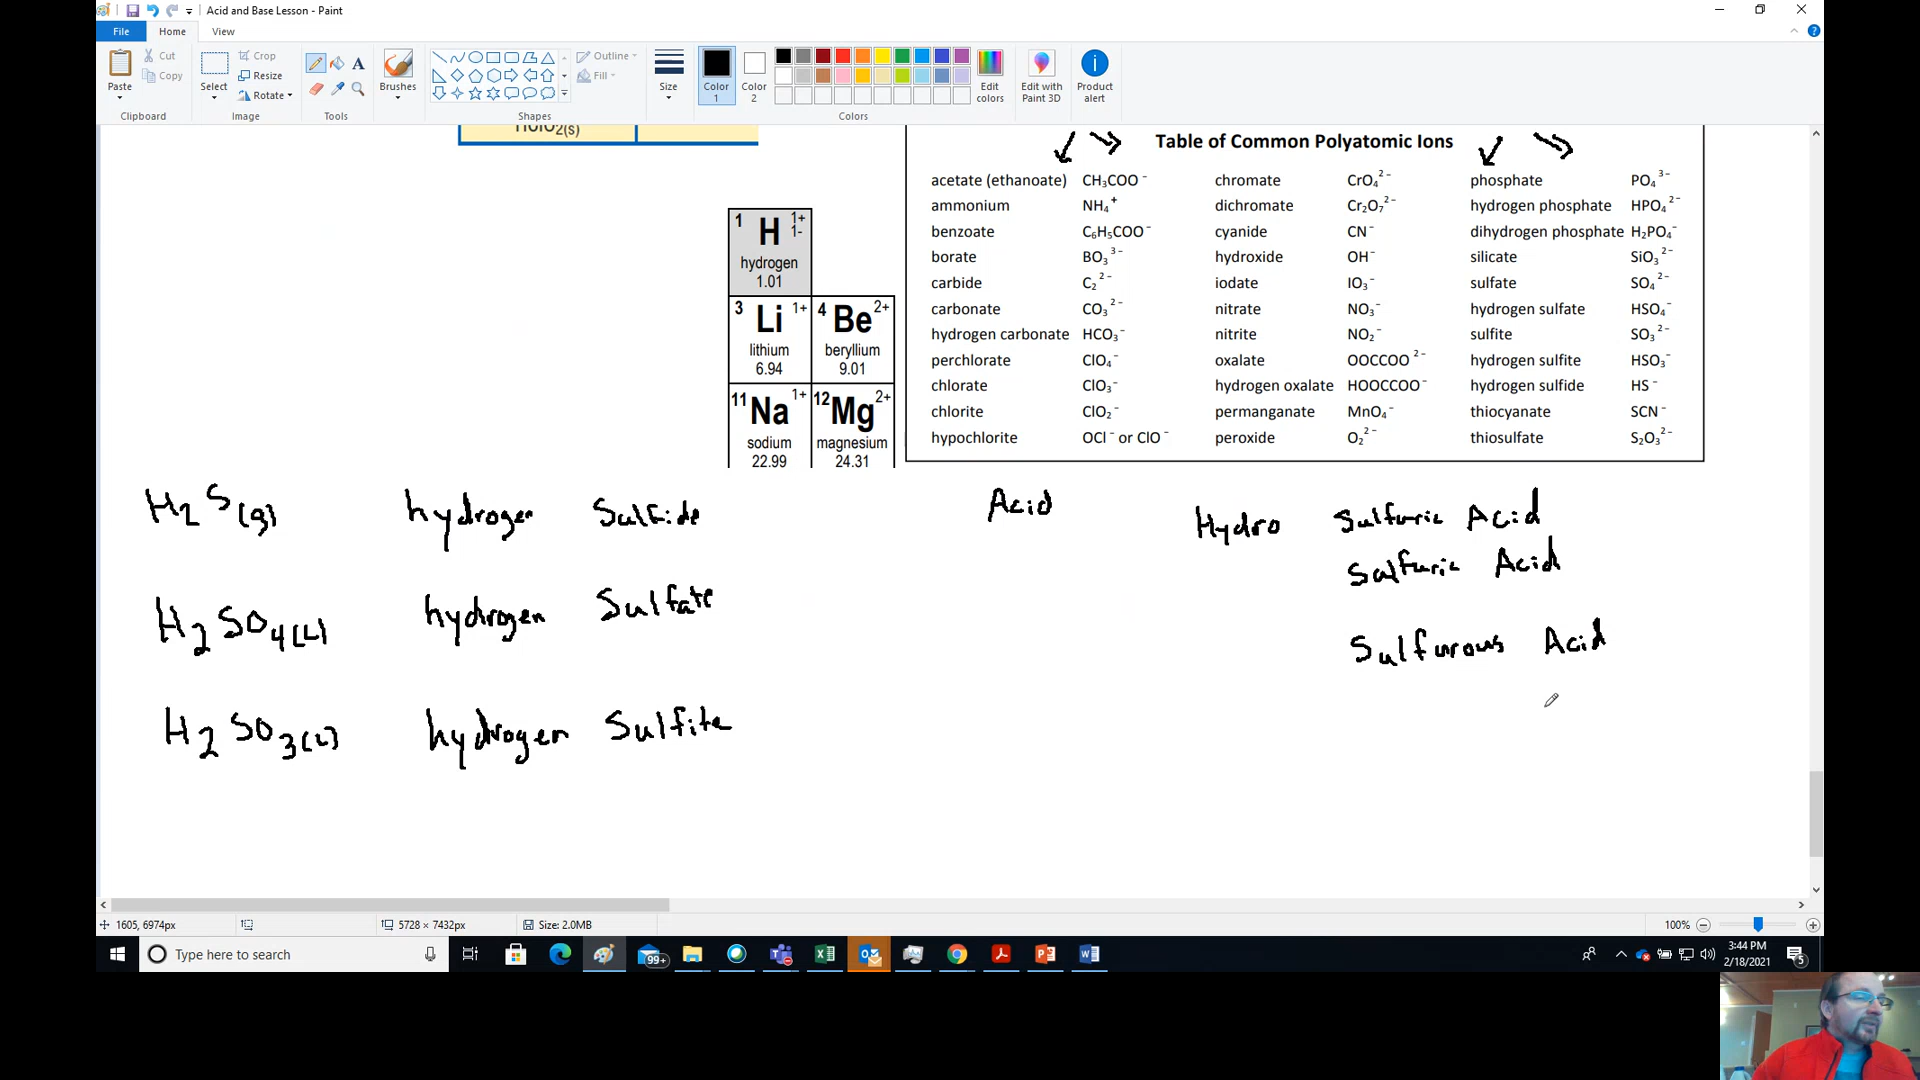 Acid and Base Lesson - Paint
File Home View
Paste
Cut
Copy
Clipboard
Select
Crop
Resize
Rotate
Image
Tools
Brushes
Shapes
Outline
Fill
Size
Color 1
Color 2
Colors
Edit colors
Edit with Paint 3D
Product alert
HOIO2(s)
1 H 1+ 1-
hydrogen
1.01
3 Li 1+
lithium
6.94
4 Be 2+
beryllium
9.01
11 Na 1+
sodium
22.99
12 Mg 2+
magnesium
24.31
Table of Common Polyatomic Ions
acetate (ethanoate) CH₃COO⁻ chromate CrO₄²⁻ phosphate PO₄³⁻
ammonium NH₄⁺ dichromate Cr₂O₇²⁻ hydrogen phosphate HPO₄²⁻
benzoate C₆H₅COO⁻ cyanide CN⁻ dihydrogen phosphate H₂PO₄⁻
borate BO₃³⁻ hydroxide OH⁻ silicate SiO₃²⁻
carbide C₂²⁻ iodate IO₃⁻ sulfate SO₄²⁻
carbonate CO₃²⁻ nitrate NO₃⁻ hydrogen sulfate HSO₄⁻
hydrogen carbonate HCO₃⁻ nitrite NO₂⁻ sulfite SO₃²⁻
perchlorate ClO₄⁻ oxalate OOCCOO²⁻ hydrogen sulfite HSO₃⁻
chlorate ClO₃⁻ hydrogen oxalate HOOCCOO⁻ hydrogen sulfide HS⁻
chlorite ClO₂⁻ permanganate MnO₄⁻ thiocyanate SCN⁻
hypochlorite OCl⁻ or ClO⁻ peroxide O₂²⁻ thiosulfate S₂O₃²⁻
H₂S(g) hydrogen Sulfide Acid Hydro Sulfuric Acid
Sulfuric Acid
H₂SO₄(L) hydrogen Sulfate
Sulfurous Acid
H₂SO₃(L) hydrogen Sulfite
1605, 6974px 5728 × 7432px Size: 2.0MB 100%
Type here to search
99+
3:44 PM
2/18/2021
5